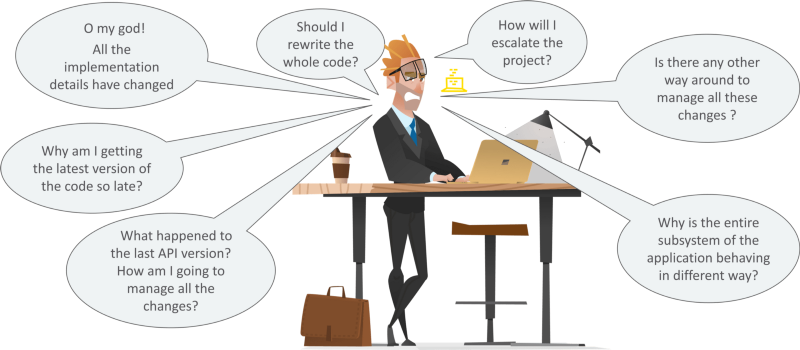 O my god!
All the
implementation
details have changed
Should I
rewrite the
whole code?
How will I
escalate the
project?
Is there any other
way around to
manage all these
changes ?
Why am I getting
the latest version of
the code so late?
What happened to
the last API version?
How am I going to
manage all the
changes?
Why is the entire
subsystem of the
application behaving
in different way?